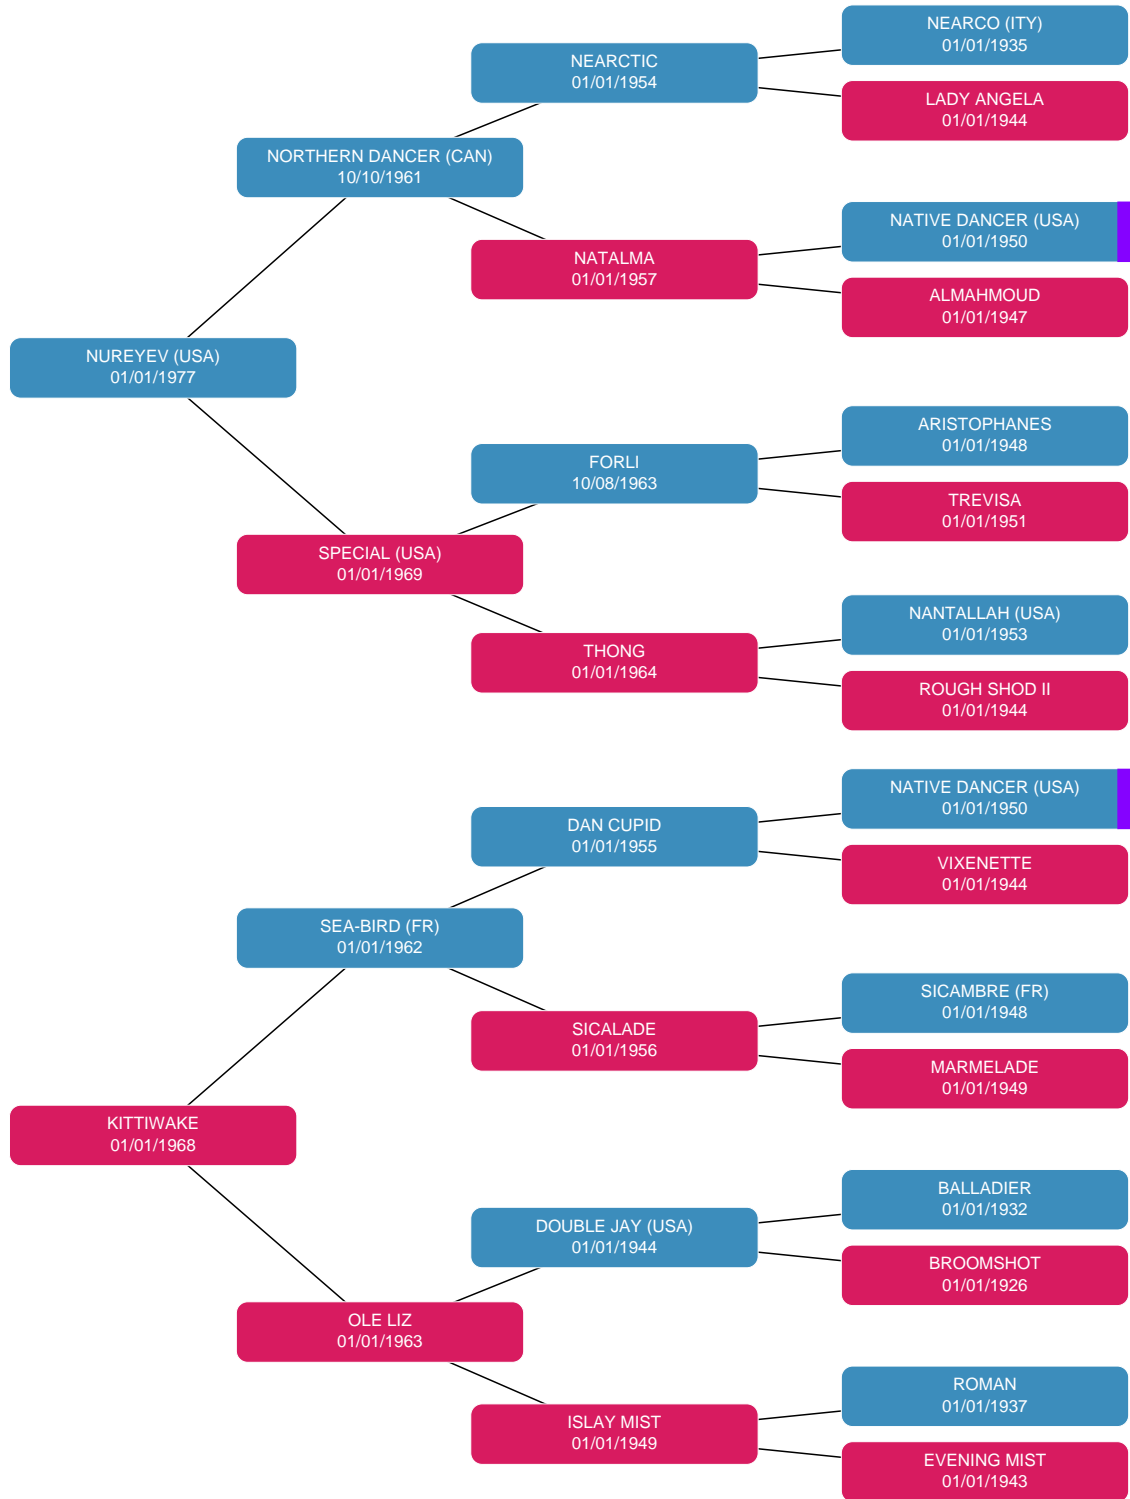 NEARCO (ITY)
01/01/1935
NEARCTIC
01/01/1954
LADY ANGELA
01/01/1944
NORTHERN DANCER (CAN)
10/10/1961
NATIVE DANCER (USA)
01/01/1950
NATALMA
01/01/1957
ALMAHMOUD
01/01/1947
NUREYEV (USA)
01/01/1977
ARISTOPHANES
01/01/1948
FORLI
10/08/1963
TREVISA
01/01/1951
SPECIAL (USA)
01/01/1969
NANTALLAH (USA)
01/01/1953
THONG
01/01/1964
ROUGH SHOD II
01/01/1944
NATIVE DANCER (USA)
01/01/1950
DAN CUPID
01/01/1955
VIXENETTE
01/01/1944
SEA-BIRD (FR)
01/01/1962
SICAMBRE (FR)
01/01/1948
SICALADE
01/01/1956
MARMELADE
01/01/1949
KITTIWAKE
01/01/1968
BALLADIER
01/01/1932
DOUBLE JAY (USA)
01/01/1944
BROOMSHOT
01/01/1926
OLE LIZ
01/01/1963
ROMAN
01/01/1937
ISLAY MIST
01/01/1949
EVENING MIST
01/01/1943